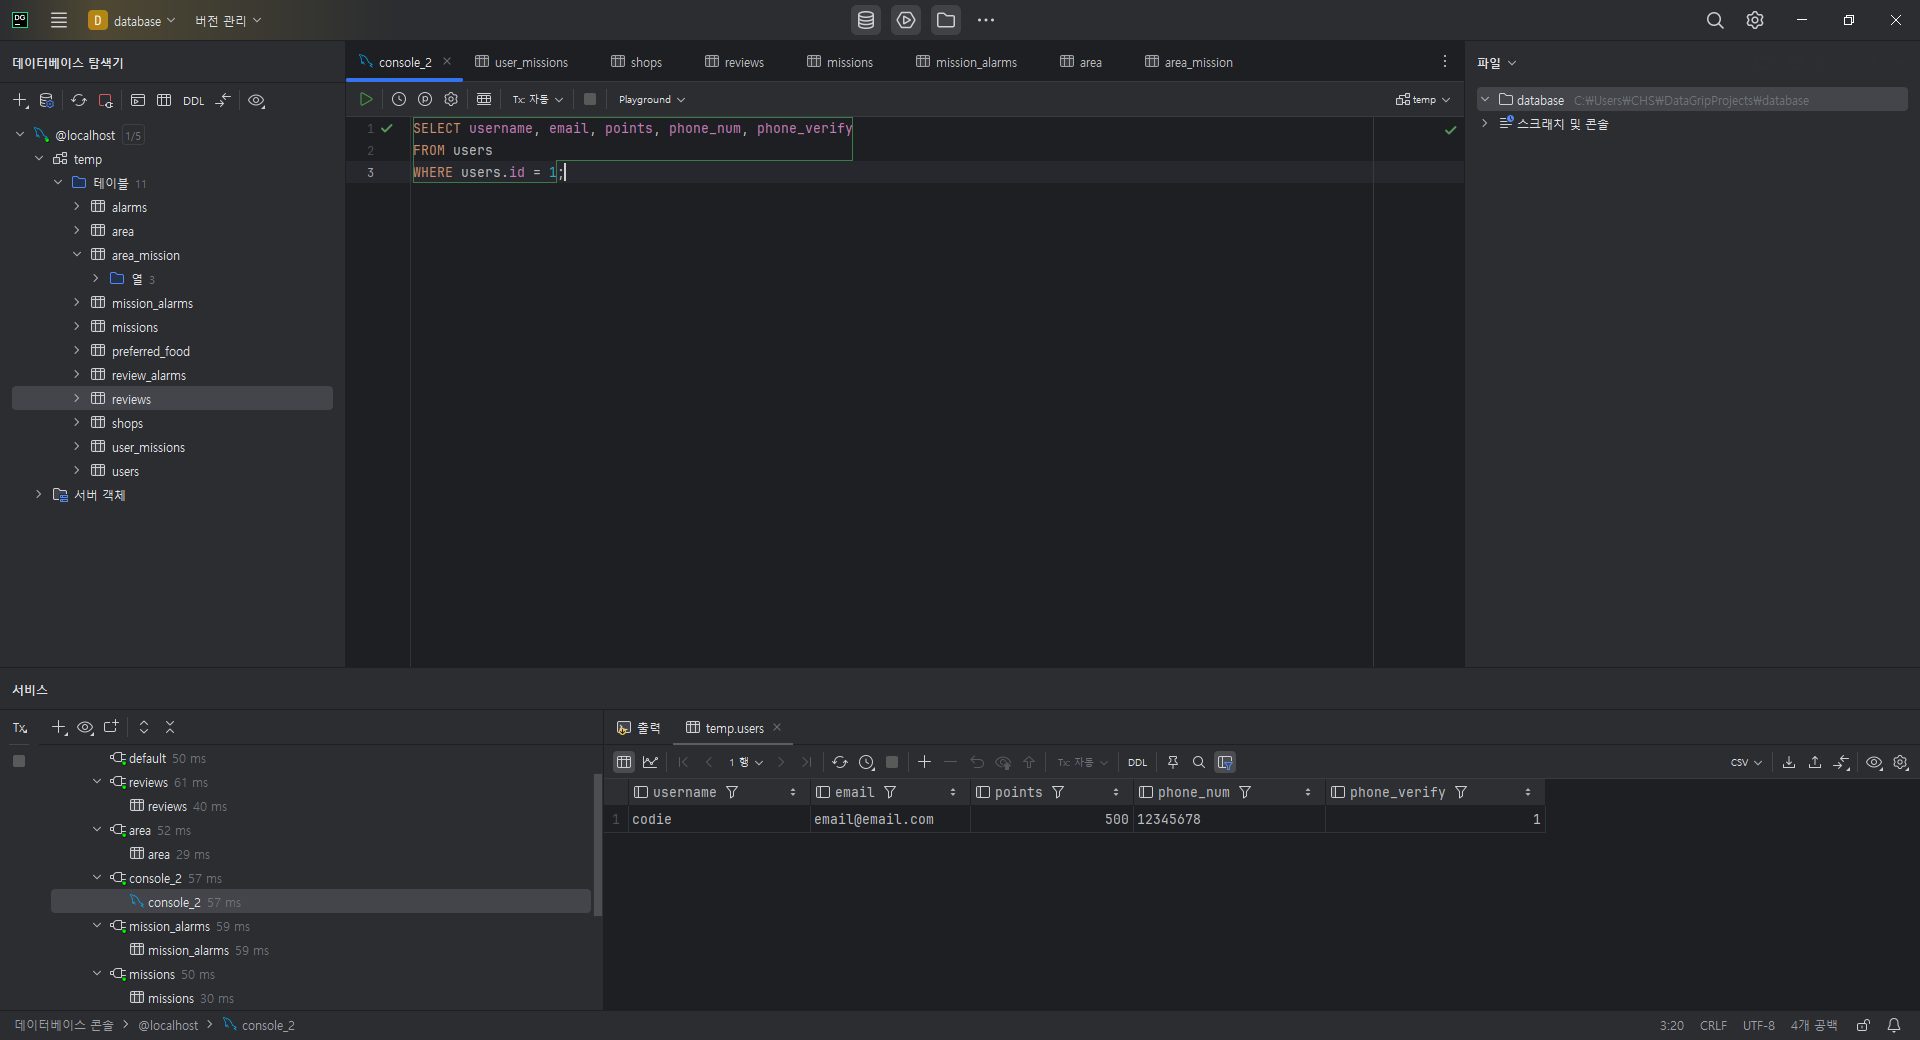 DG
D database 버전 관리
데이터베이스 탐색기
DDL
@localhost 1/5
temp
테이블 11
alarms
area
area_mission
열 3
mission_alarms
missions
preferred_food
review_alarms
reviews
shops
user_missions
users
서버 객체
console_2 user_missions shops reviews missions mission_alarms area area_mission
Tx: 자동 Playground temp
1 SELECT username, email, points, phone_num, phone_verify
2 FROM users
3 WHERE users.id = 1;
파일
database C:₩Users₩CHS₩DataGripProjects₩database
스크래치 및 콘솔
서비스
Tx
default 50 ms
reviews 61 ms
reviews 40 ms
area 52 ms
area 29 ms
console_2 57 ms
console_2 57 ms
mission_alarms 59 ms
mission_alarms 59 ms
missions 50 ms
missions 30 ms
출력 temp.users
1 행 Tx: 자동 DDL CSV
username email points phone_num phone_verify
1 codie email@email.com 500 12345678 1
데이터베이스 콘솔 @localhost console_2
3:20 CRLF UTF-8 4개 공백